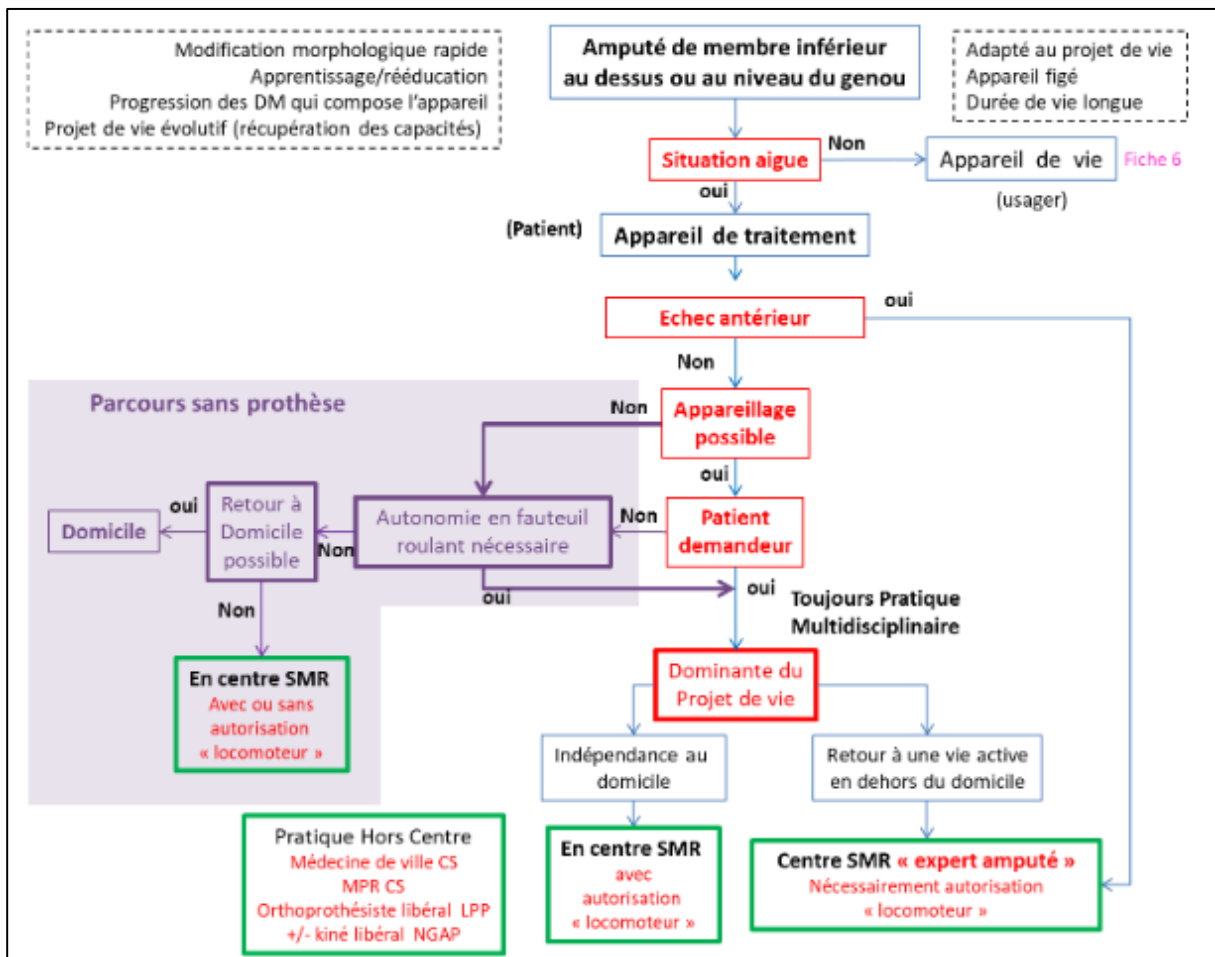 Modification morphologique rapide
Apprentissage/rééducation
Progression des DM qui compose l'appareil
Projet de vie évolutif (récupération des capacités)
Amputé de membre inférieur
au dessus ou au niveau du genou
Adapté au projet de vie
Appareil figé
Durée de vie longue
Situation aigue
Non
Appareil de vie
Fiche 6
(usager)
oui
(Patient)
Appareil de traitement
Echec antérieur
oui
Non
Parcours sans prothèse
Non
Appareillage
possible
oui
Domicile
oui
Retour à
Domicile
possible
Non
Autonomie en fauteuil
roulant nécessaire
Non
Patient
demandeur
oui
oui
Toujours Pratique
Multidisciplinaire
Non
En centre SMR
Avec ou sans
autorisation
« locomoteur »
Dominante du
Projet de vie
Indépendance au
domicile
Retour à une vie active
en dehors du domicile
Pratique Hors Centre
Médecine de ville CS
MPR CS
Orthoprothésiste libéral LPP
+/- kiné libéral NGAP
En centre SMR
avec
autorisation
« locomoteur »
Centre SMR « expert amputé »
Nécessairement autorisation
« locomoteur »